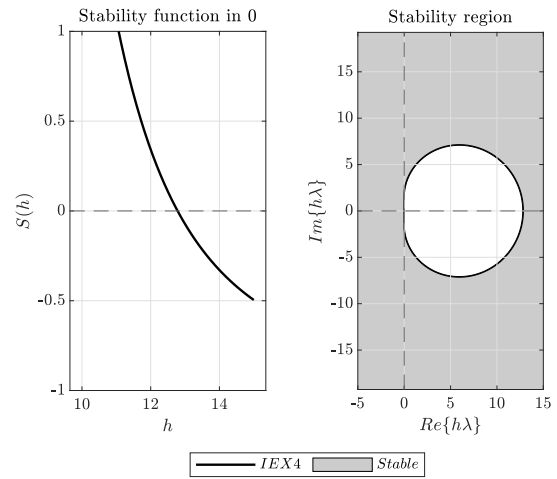 Stability function in 0
1
0.5
0
-0.5
-1
S(h)
10
12
14
h
Stability region
15
10
5
0
-5
-10
-15
Im{hλ}
-5
0
5
10
15
Re{hλ}
IEX4
Stable